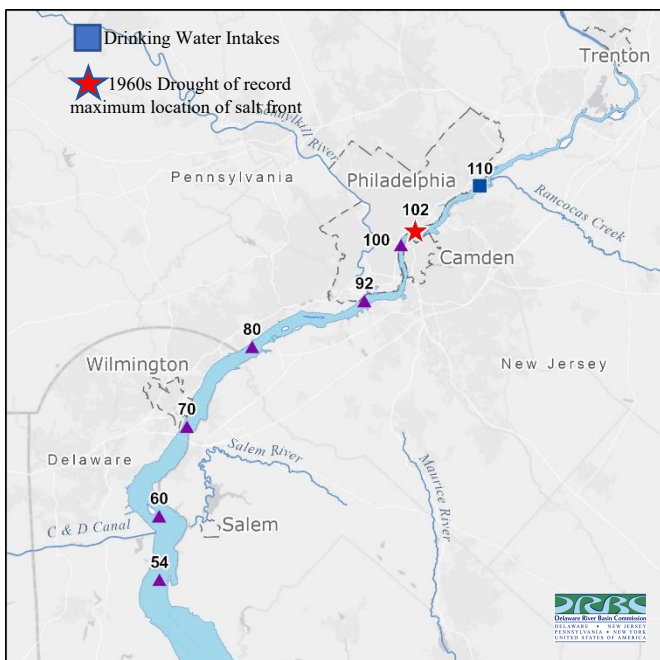 Drinking Water Intakes
1960s Drought of record
maximum location of salt front
Trenton
Schuylkill River
Pennsylvania
Philadelphia
110
Rancocas Creek
102
100
Camden
92
80
New Jersey
Wilmington
70
Delaware
Salem River
Maurice River
60
C & D Canal
Salem
54
DRBC
Delaware River Basin Commission
DELAWARE • NEW JERSEY
PENNSYLVANIA • NEW YORK
UNITED STATES OF AMERICA